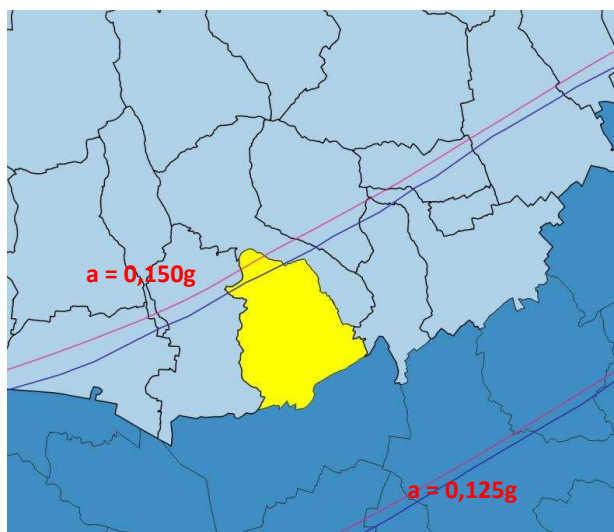 a = 0,150g
a = 0,125g